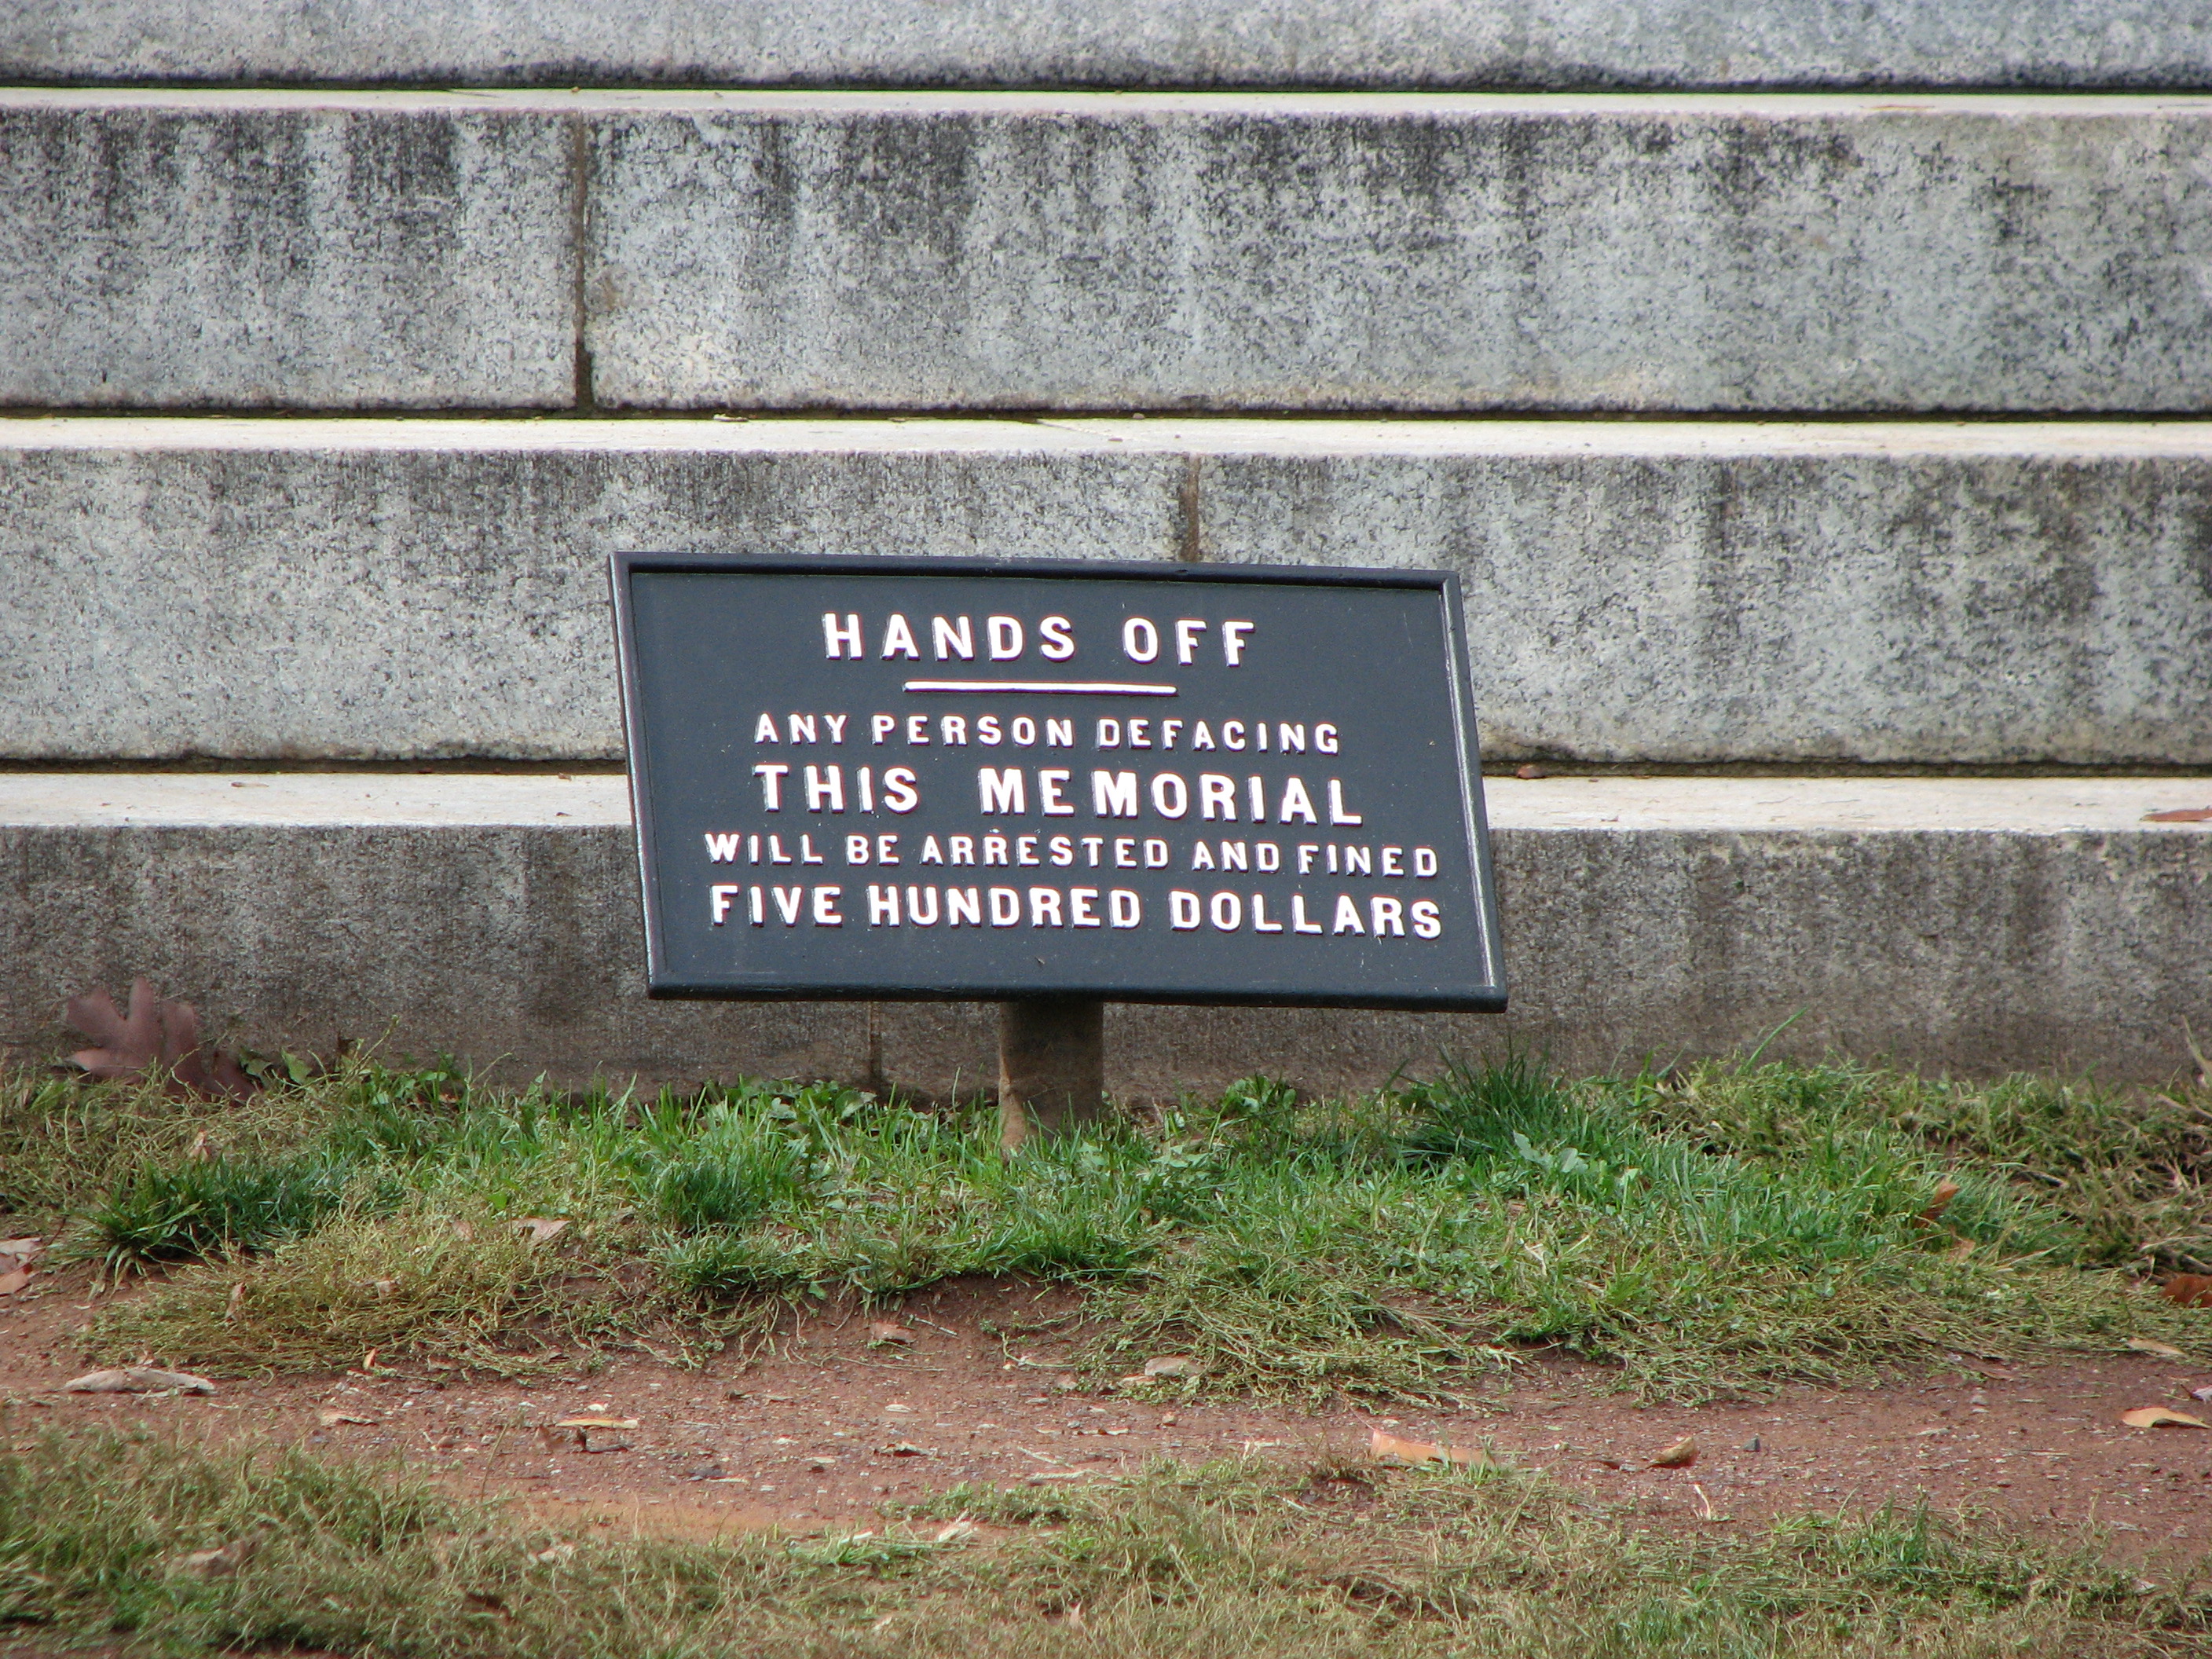 HANDS OFF
ANY PERSON DEFACING
THIS MEMORIAL
WILL BE ARRESTED AND FINED
FIVE HUNDRED DOLLARS